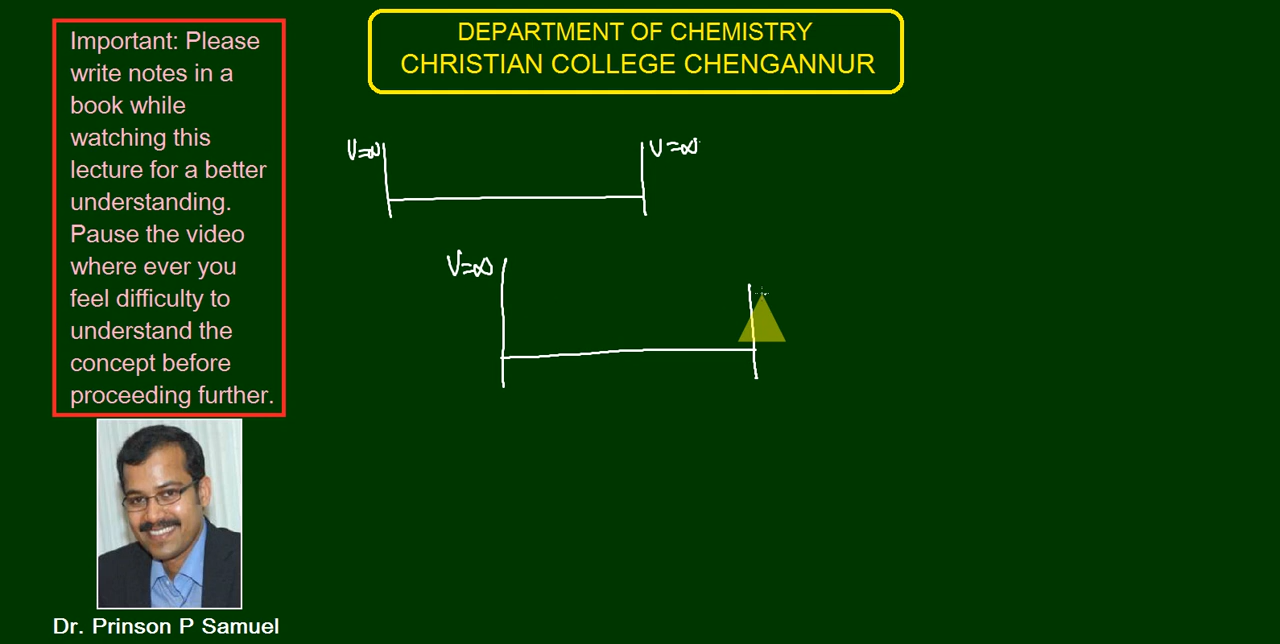 DEPARTMENT OF CHEMISTRY
CHRISTIAN COLLEGE CHENGANNUR
Important: Please
write notes in a
book while
watching this
lecture for a better
understanding.
Pause the video
where ever you
feel difficulty to
understand the
concept before
proceeding further.
Dr. Prinson P Samuel
V=∞
V=∞
V=∞